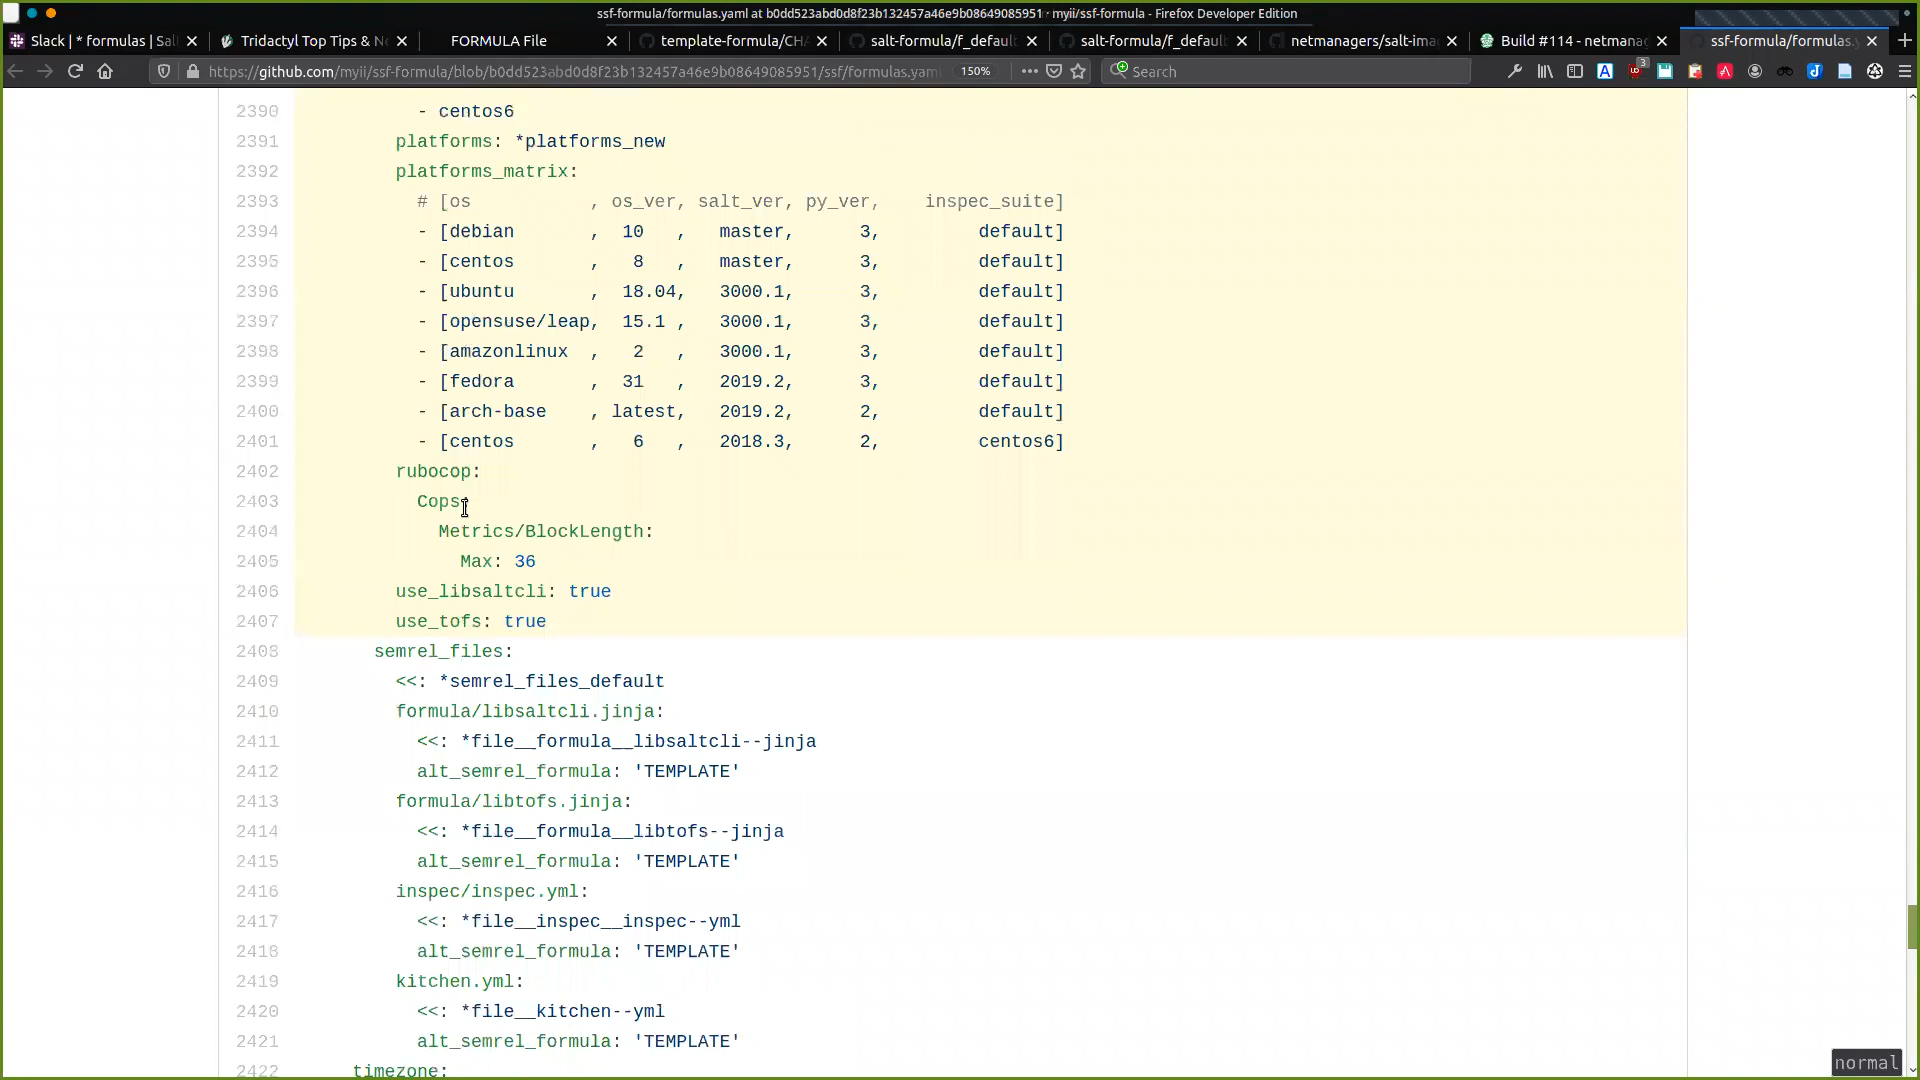 ssf-formula/formulas.yaml at b0dd523abd0d8f23b132457a46e9b08649085951 · myii/ssf-formula - Firefox Developer Edition
Slack | * formulas | Sal
Tridactyl Top Tips & N
FORMULA File
template-formula/CHA
salt-formula/f_defaul
salt-formula/f_defaul
netmanagers/salt-ima
Build #114 - netmana
ssf-formula/formulas.y
https://github.com/myii/ssf-formula/blob/b0dd523abd0d8f23b132457a46e9b08649085951/ssf/formulas.yaml
150%
Search
3
2390 - centos6
2391 platforms: *platforms_new
2392 platforms_matrix:
2393 # [os , os_ver, salt_ver, py_ver, inspec_suite]
2394 - [debian , 10 , master, 3, default]
2395 - [centos , 8 , master, 3, default]
2396 - [ubuntu , 18.04, 3000.1, 3, default]
2397 - [opensuse/leap, 15.1 , 3000.1, 3, default]
2398 - [amazonlinux , 2 , 3000.1, 3, default]
2399 - [fedora , 31 , 2019.2, 3, default]
2400 - [arch-base , latest, 2019.2, 2, default]
2401 - [centos , 6 , 2018.3, 2, centos6]
2402 rubocop:
2403 Cops:
2404 Metrics/BlockLength:
2405 Max: 36
2406 use_libsaltcli: true
2407 use_tofs: true
2408 semrel_files:
2409 <<: *semrel_files_default
2410 formula/libsaltcli.jinja:
2411 <<: *file__formula__libsaltcli--jinja
2412 alt_semrel_formula: 'TEMPLATE'
2413 formula/libtofs.jinja:
2414 <<: *file__formula__libtofs--jinja
2415 alt_semrel_formula: 'TEMPLATE'
2416 inspec/inspec.yml:
2417 <<: *file__inspec__inspec--yml
2418 alt_semrel_formula: 'TEMPLATE'
2419 kitchen.yml:
2420 <<: *file__kitchen--yml
2421 alt_semrel_formula: 'TEMPLATE'
2422 timezone:
normal